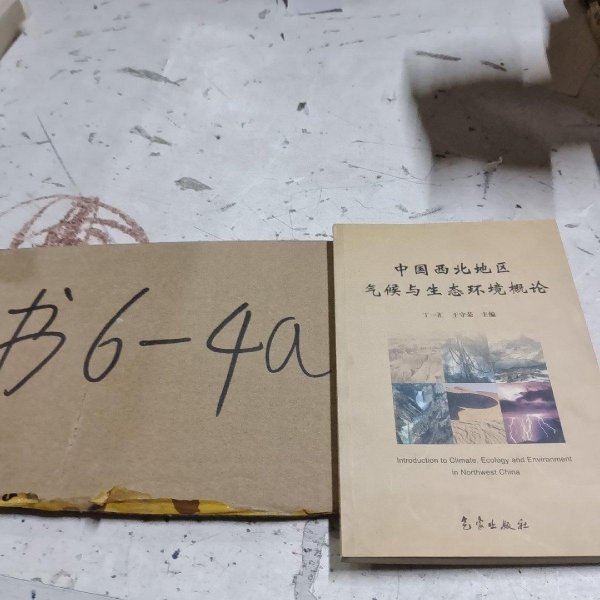 书6-4a
中国西北地区
气候与生态环境概论
丁一汇 王守荣 主编
Introduction to Climate, Ecology and Environment
in Northwest China
气象出版社